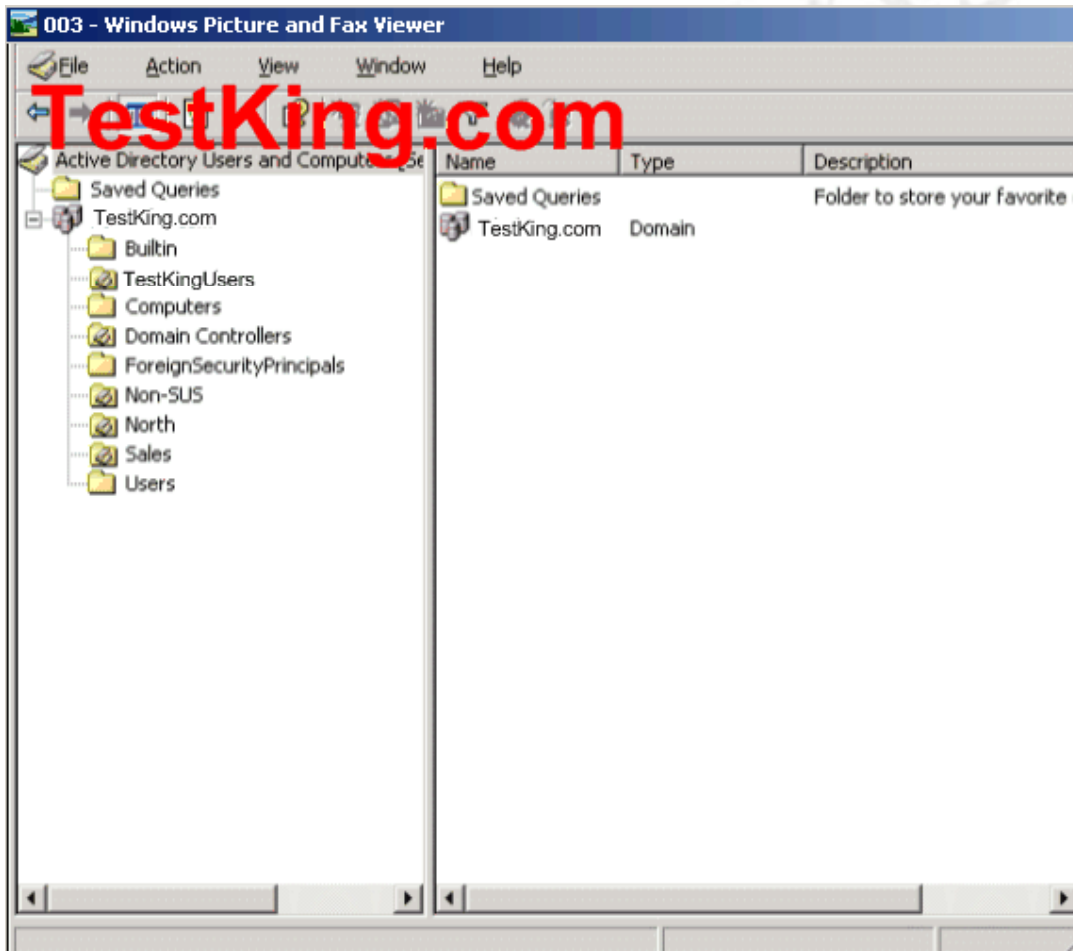 003 - Windows Picture and Fax Viewer
File Action View Window Help
TestKing.com
Active Directory Users and Computers
Name Type Description
Saved Queries
TestKing.com
Builtin
TestKingUsers
Computers
Domain Controllers
ForeignSecurityPrincipals
Non-SUS
North
Sales
Users
Saved Queries Folder to store your favorite
TestKing.com Domain